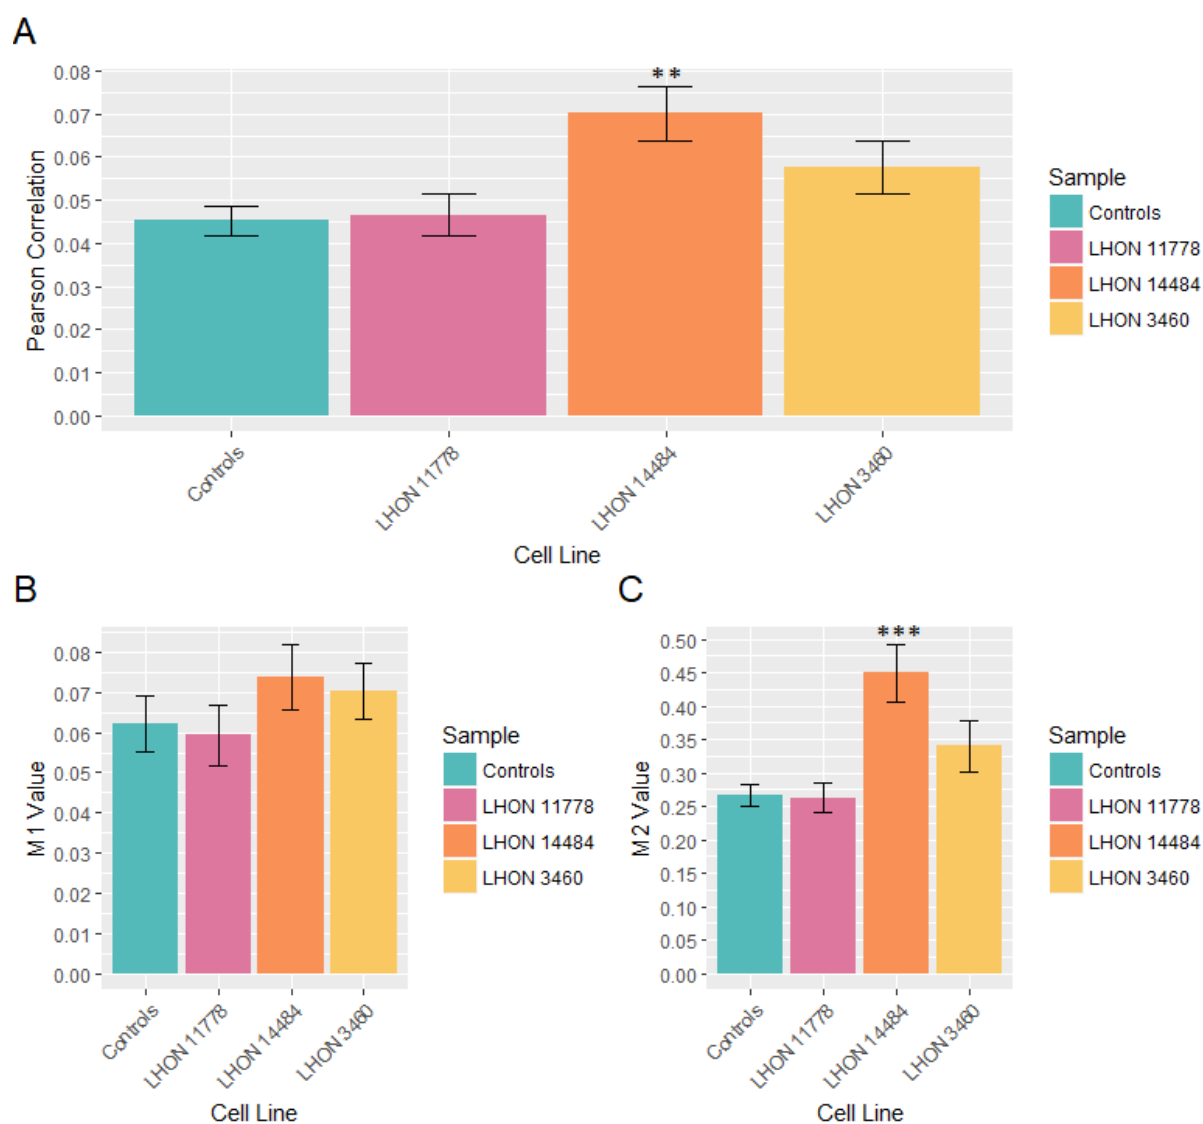 A
**
0.08
0.07
0.06
0.05
0.04
0.03
0.02
0.01
0.00
Pearson Correlation
Controls
LHON 11778
LHON 14484
LHON 3460
Cell Line
Sample
Controls
LHON 11778
LHON 14484
LHON 3460
B
0.08
0.07
0.06
0.05
0.04
0.03
0.02
0.01
0.00
M1 Value
Controls
LHON 11778
LHON 14484
LHON 3460
Cell Line
Sample
Controls
LHON 11778
LHON 14484
LHON 3460
C
***
0.50
0.45
0.40
0.35
0.30
0.25
0.20
0.15
0.10
0.05
0.00
M2 Value
Controls
LHON 11778
LHON 14484
LHON 3460
Cell Line
Sample
Controls
LHON 11778
LHON 14484
LHON 3460